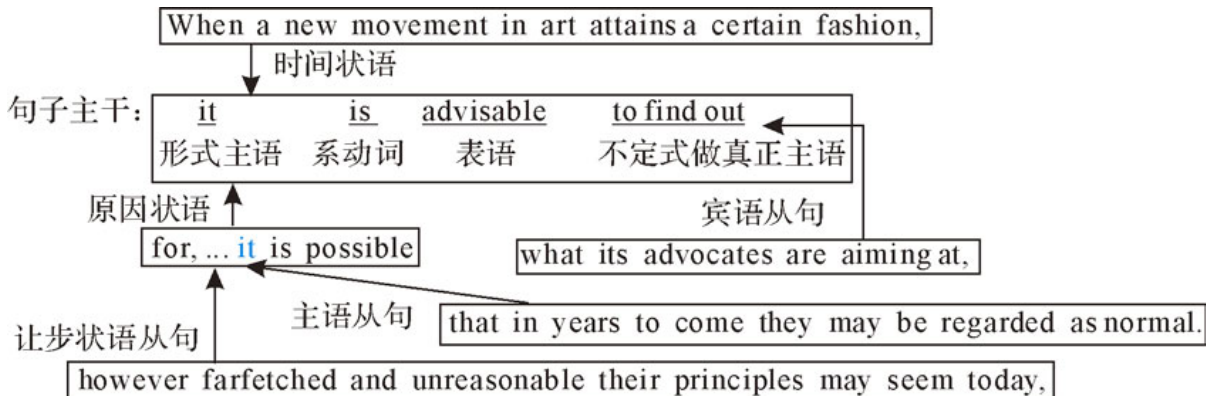 When a new movement in art attains a certain fashion,
时间状语
句子主干：
it is advisable to find out
形式主语 系动词 表语 不定式做真正主语
原因状语
宾语从句
for, ... it is possible
what its advocates are aiming at,
主语从句
that in years to come they may be regarded as normal.
让步状语从句
however farfetched and unreasonable their principles may seem today,